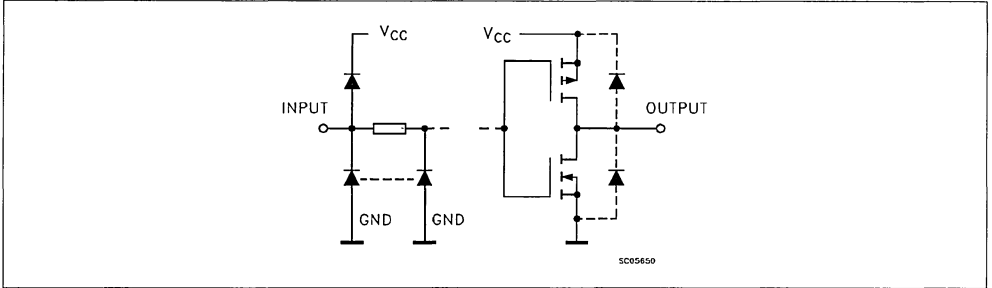 VCC
VCC
INPUT
OUTPUT
GND
GND
SC05650